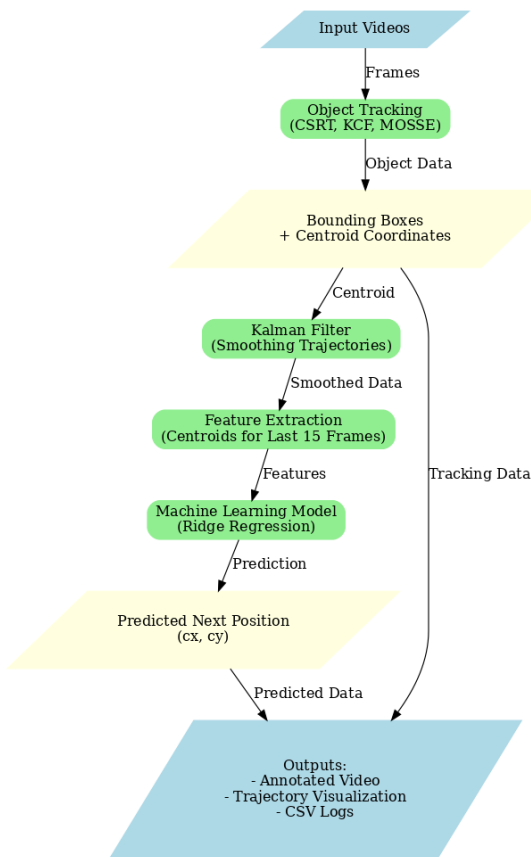 Input Videos
Frames
Object Tracking
(CSRT, KCF, MOSSE)
Object Data
Bounding Boxes
+ Centroid Coordinates
Centroid
Kalman Filter
(Smoothing Trajectories)
Smoothed Data
Feature Extraction
(Centroids for Last 15 Frames)
Features
Tracking Data
Machine Learning Model
(Ridge Regression)
Prediction
Predicted Next Position
(cx, cy)
Predicted Data
Outputs:
- Annotated Video
- Trajectory Visualization
- CSV Logs